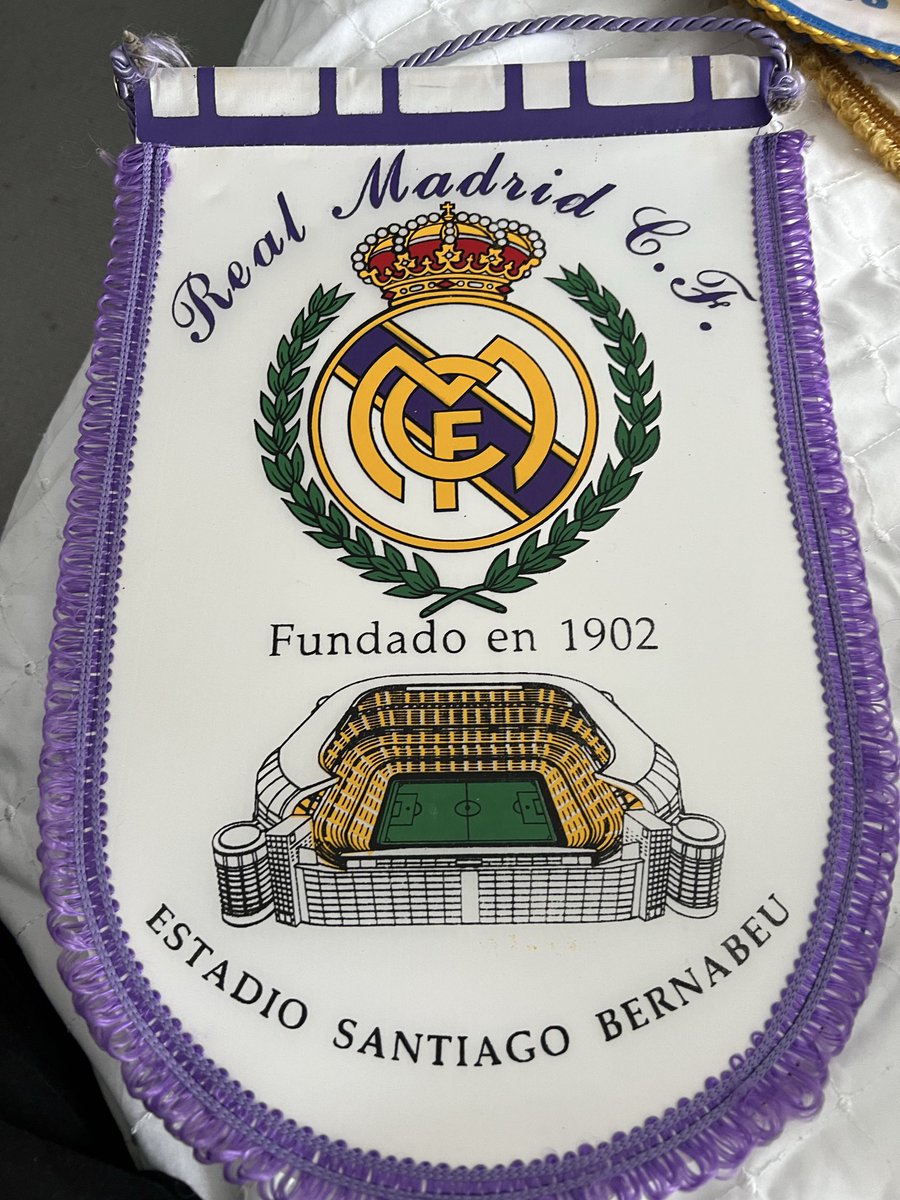 Real Madrid C.F.
MCF
Fundado en 1902
ESTADIO SANTIAGO BERNABEU